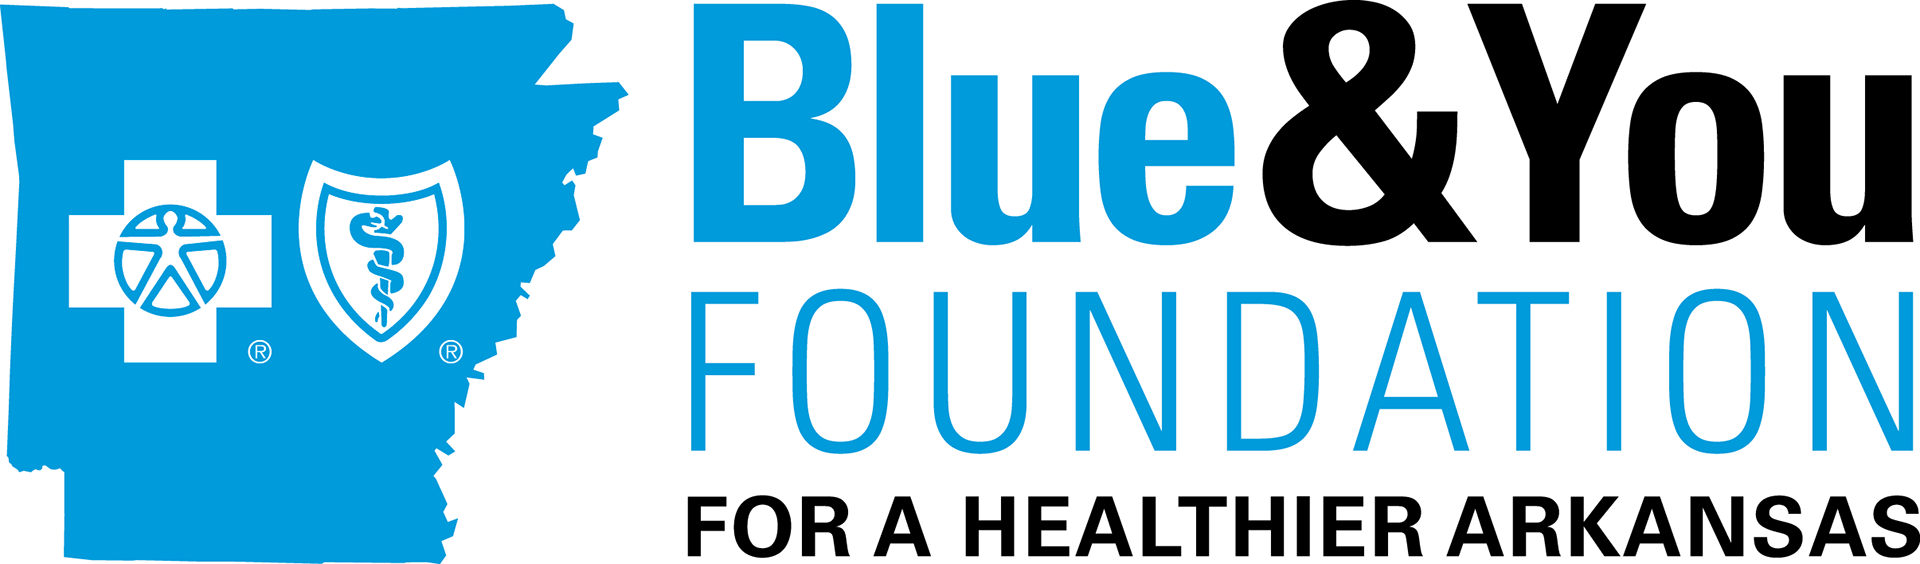 Blue&You
FOUNDATION
FOR A HEALTHIER ARKANSAS
® ®